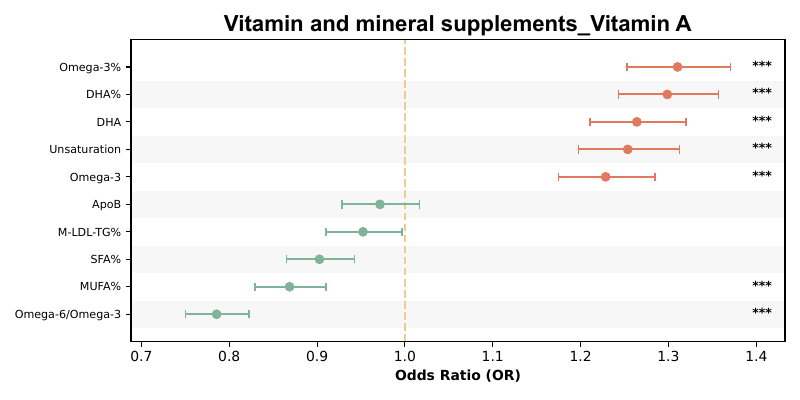 Vitamin and mineral supplements_Vitamin A
Omega-3% ***
DHA% ***
DHA ***
Unsaturation ***
Omega-3 ***
ApoB
M-LDL-TG%
SFA%
MUFA% ***
Omega-6/Omega-3 ***
0.7 0.8 0.9 1.0 1.1 1.2 1.3 1.4
Odds Ratio (OR)